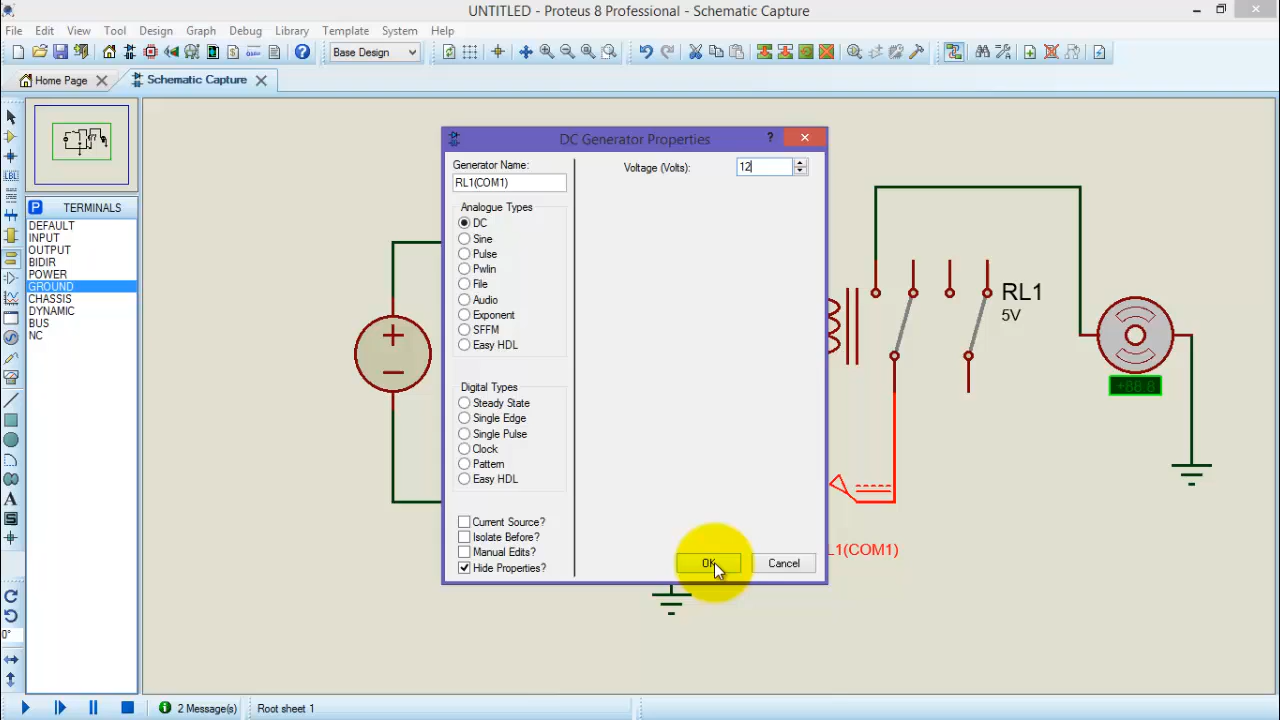 UNTITLED - Proteus 8 Professional - Schematic Capture
File Edit View Tool Design Graph Debug Library Template System Help
Base Design
Home Page
Schematic Capture
P TERMINALS
DEFAULT
INPUT
OUTPUT
BIDIR
POWER
GROUND
CHASSIS
DYNAMIC
BUS
NC
LBL
A
0°
DC Generator Properties ?
Generator Name:
RL1(COM1)
Analogue Types
DC
Sine
Pulse
Pwlin
File
Audio
Exponent
SFFM
Easy HDL
Digital Types
Steady State
Single Edge
Single Pulse
Clock
Pattern
Easy HDL
Current Source?
Isolate Before?
Manual Edits?
Hide Properties?
Voltage (Volts): 12
OK Cancel
RL1
5V
+88.8
L1(COM1)
2 Message(s) Root sheet 1